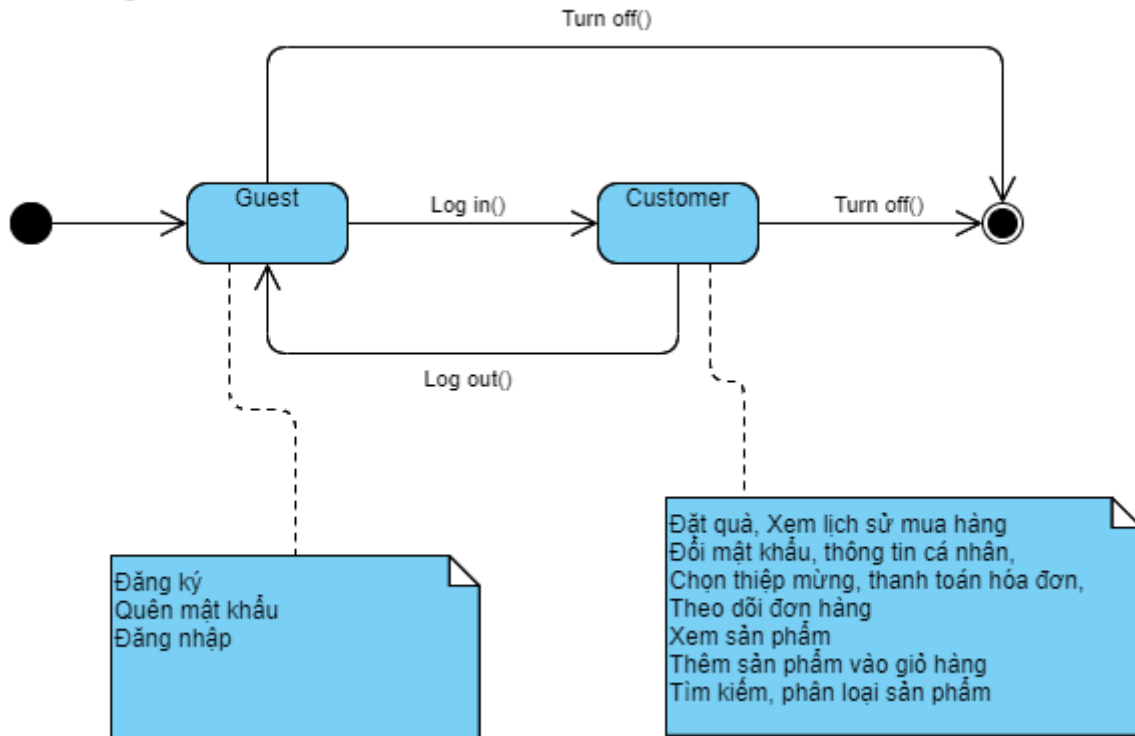 Turn off()
Guest
Log in()
Customer
Turn off()
Log out()
Đăng ký
Quên mật khẩu
Đăng nhập
Đặt quà, Xem lịch sử mua hàng
Đổi mật khẩu, thông tin cá nhân,
Chọn thiệp mừng, thanh toán hóa đơn,
Theo dõi đơn hàng
Xem sản phẩm
Thêm sản phẩm vào giỏ hàng
Tìm kiếm, phân loại sản phẩm